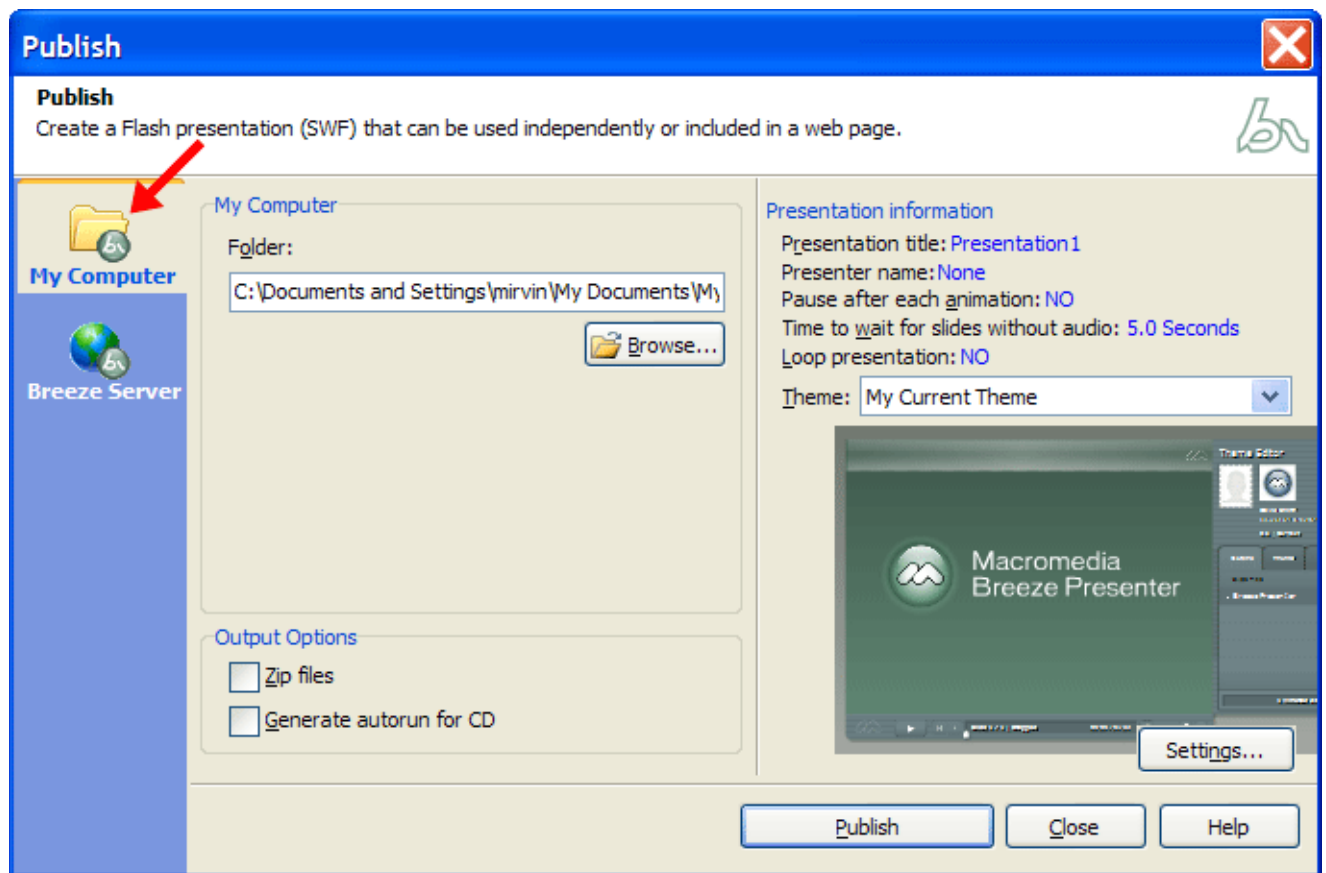 Publish
Publish
Create a Flash presentation (SWF) that can be used independently or included in a web page.
My Computer
Breeze Server
My Computer
Folder:
C:\Documents and Settings\mirvin\My Documents\My
Browse...
Output Options
Zip files
Generate autorun for CD
Presentation information
Presentation title: Presentation1
Presenter name: None
Pause after each animation: NO
Time to wait for slides without audio: 5.0 Seconds
Loop presentation: NO
Theme: My Current Theme
Theme Editor
Macromedia
Breeze Presenter
Settings...
Publish
Close
Help